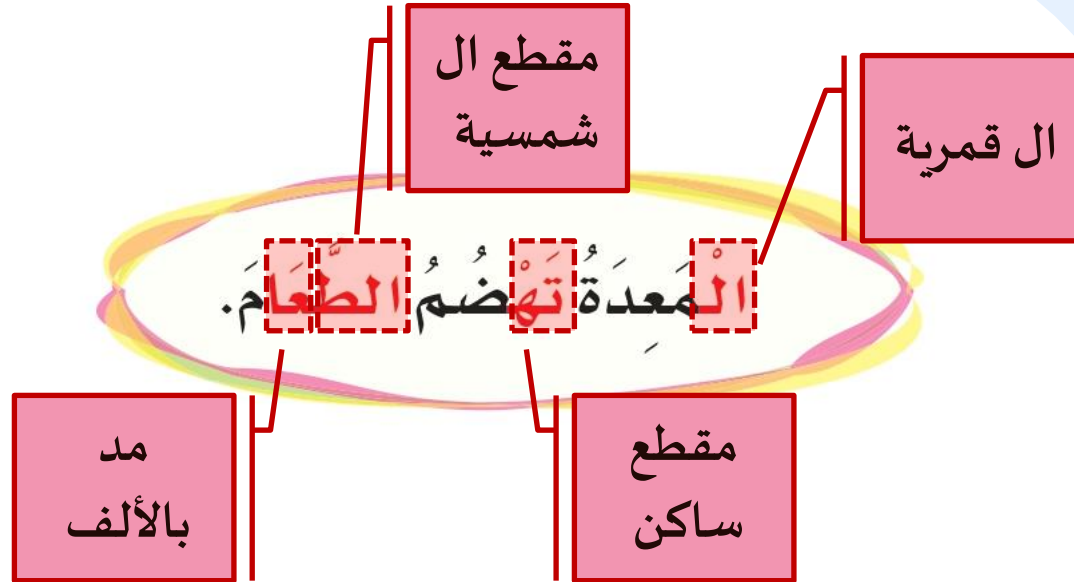 مقطع ال
شمسية
ال قمرية
الْمَعِدَةُ تَهْضُمُ الطَّعَامَ.
مد
بالألف
مقطع
ساكن